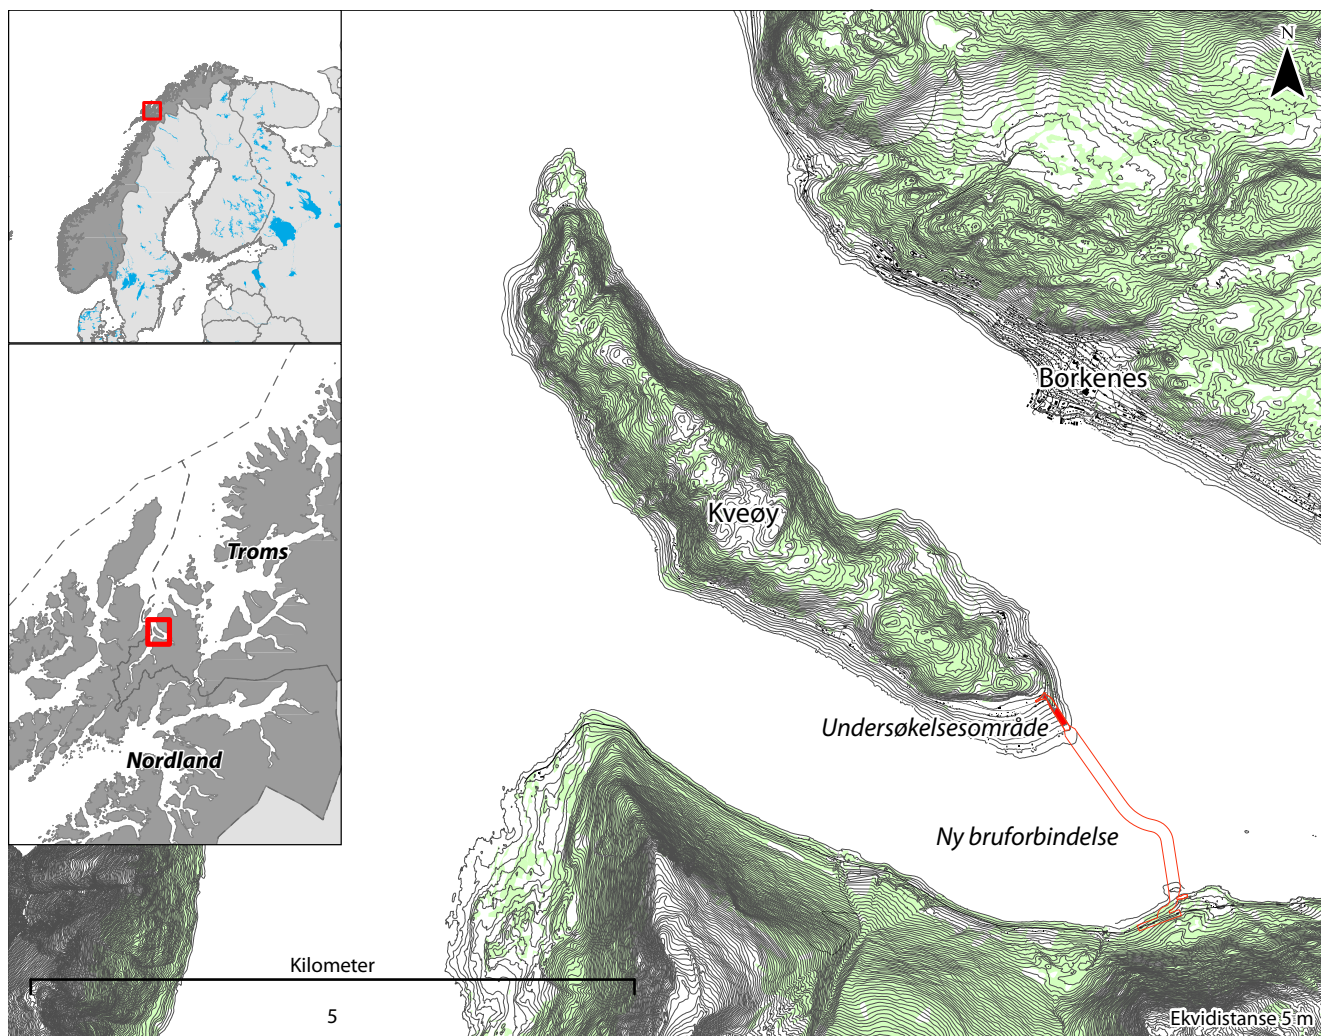 N
Borkenes
Kveøy
Troms
Undersøkelsesområde
Nordland
Ny bruforbindelse
Kilometer
5
Ekvidistanse 5 m